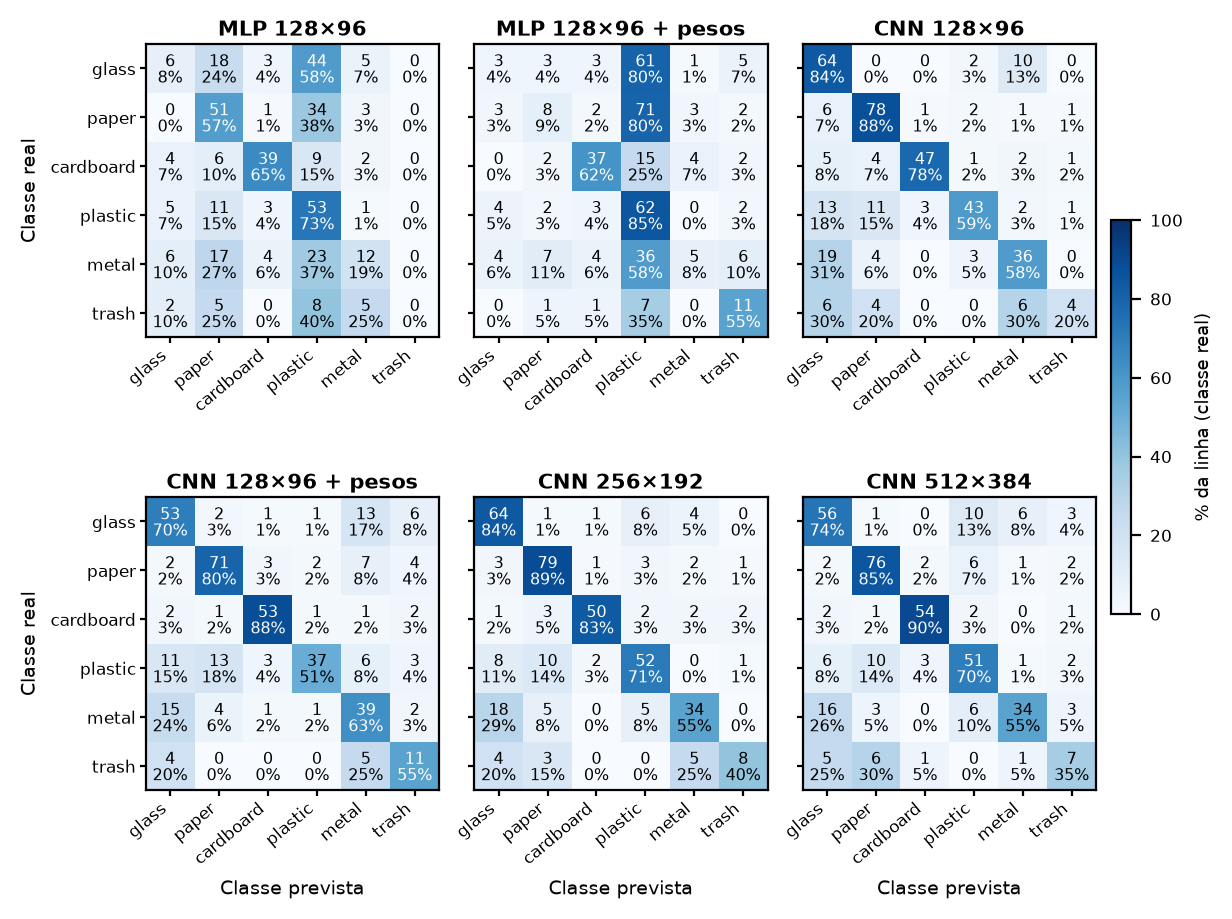 MLP 128×96
MLP 128×96 + pesos
CNN 128×96
Classe real
glass
paper
cardboard
plastic
metal
trash
6 18 3 44 5 0
8% 24% 4% 58% 7% 0%
0 51 1 34 3 0
0% 57% 1% 38% 3% 0%
4 6 39 9 2 0
7% 10% 65% 15% 3% 0%
5 11 3 53 1 0
7% 15% 4% 73% 1% 0%
6 17 4 23 12 0
10% 27% 6% 37% 19% 0%
2 5 0 8 5 0
10% 25% 0% 40% 25% 0%
glass paper cardboard plastic metal trash
3 3 3 61 1 5
4% 4% 4% 80% 1% 7%
3 8 2 71 3 2
3% 9% 2% 80% 3% 2%
0 2 37 15 4 2
0% 3% 62% 25% 7% 3%
4 2 3 62 0 2
5% 3% 4% 85% 0% 3%
4 7 4 36 5 6
6% 11% 6% 58% 8% 10%
0 1 1 7 0 11
0% 5% 5% 35% 0% 55%
glass paper cardboard plastic metal trash
64 0 0 2 10 0
84% 0% 0% 3% 13% 0%
6 78 1 2 1 1
7% 88% 1% 2% 1% 1%
5 4 47 1 2 1
8% 7% 78% 2% 3% 2%
13 11 3 43 2 1
18% 15% 4% 59% 3% 1%
19 4 0 3 36 0
31% 6% 0% 5% 58% 0%
6 4 0 0 6 4
30% 20% 0% 0% 30% 20%
glass paper cardboard plastic metal trash
CNN 128×96 + pesos
CNN 256×192
CNN 512×384
Classe real
glass
paper
cardboard
plastic
metal
trash
53 2 1 1 13 6
70% 3% 1% 1% 17% 8%
2 71 3 2 7 4
2% 80% 3% 2% 8% 4%
2 1 53 1 1 2
3% 2% 88% 2% 2% 3%
11 13 3 37 6 3
15% 18% 4% 51% 8% 4%
15 4 1 1 39 2
24% 6% 2% 2% 63% 3%
4 0 0 0 5 11
20% 0% 0% 0% 25% 55%
glass paper cardboard plastic metal trash
Classe prevista
64 1 1 6 4 0
84% 1% 1% 8% 5% 0%
3 79 1 3 2 1
3% 89% 1% 3% 2% 1%
1 3 50 2 2 2
2% 5% 83% 3% 3% 3%
8 10 2 52 0 1
11% 14% 3% 71% 0% 1%
18 5 0 5 34 0
29% 8% 0% 8% 55% 0%
4 3 0 0 5 8
20% 15% 0% 0% 25% 40%
glass paper cardboard plastic metal trash
Classe prevista
56 1 0 10 6 3
74% 1% 0% 13% 8% 4%
2 76 2 6 1 2
2% 85% 2% 7% 1% 2%
2 1 54 2 0 1
3% 2% 90% 3% 0% 2%
6 10 3 51 1 2
8% 14% 4% 70% 1% 3%
16 3 0 6 34 3
26% 5% 0% 10% 55% 5%
5 6 1 0 1 7
25% 30% 5% 0% 5% 35%
glass paper cardboard plastic metal trash
Classe prevista
100
80
60
40
20
0
% da linha (classe real)